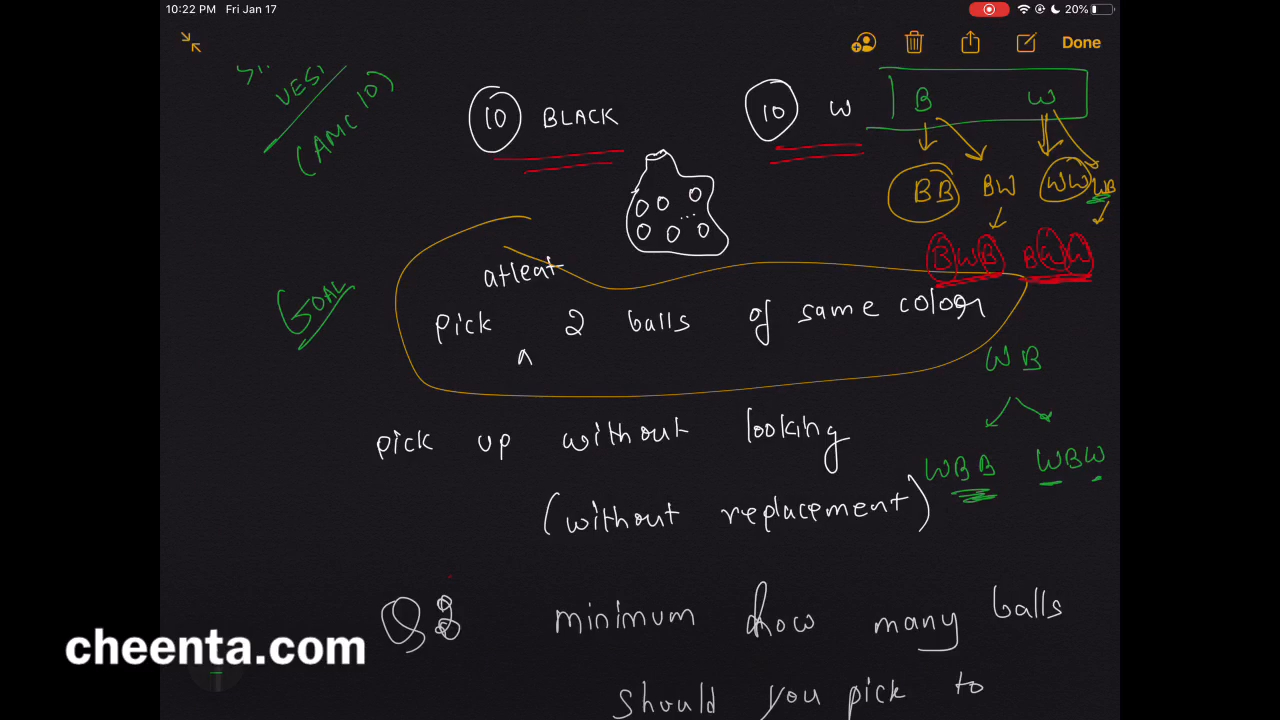 10:22 PM Fri Jan 17
20%
Done
VEST
(AMC 10)
10 BLACK
10 W
B W
BB BW WW WB
BWB BWW
GOAL
atleat
pick 2 balls of same color
WB
WBB WBW
pick up without looking
(without replacement)
minimum how many balls
should you pick to
cheenta.com